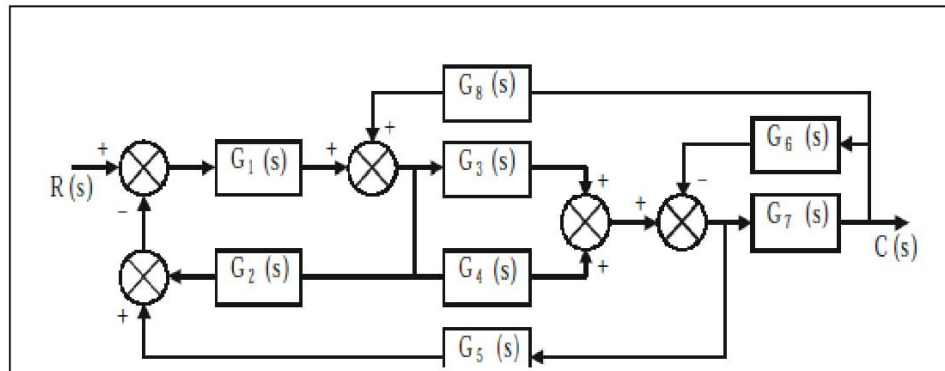 G₈ (s)
+
G₆ (s)
+
G₁ (s)
+
G₃ (s)
+
−
R(s)
+
G₇ (s)
−
C(s)
G₂ (s)
G₄ (s)
+
+
G₅ (s)